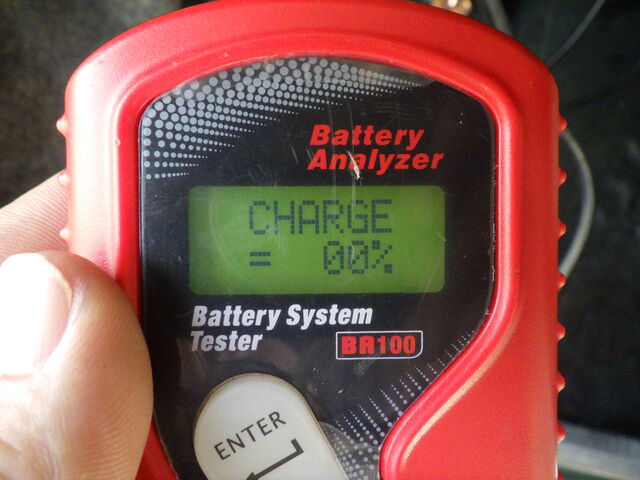 Battery
Analyzer
CHARGE
= 00%
Battery System
Tester
BR100
ENTER